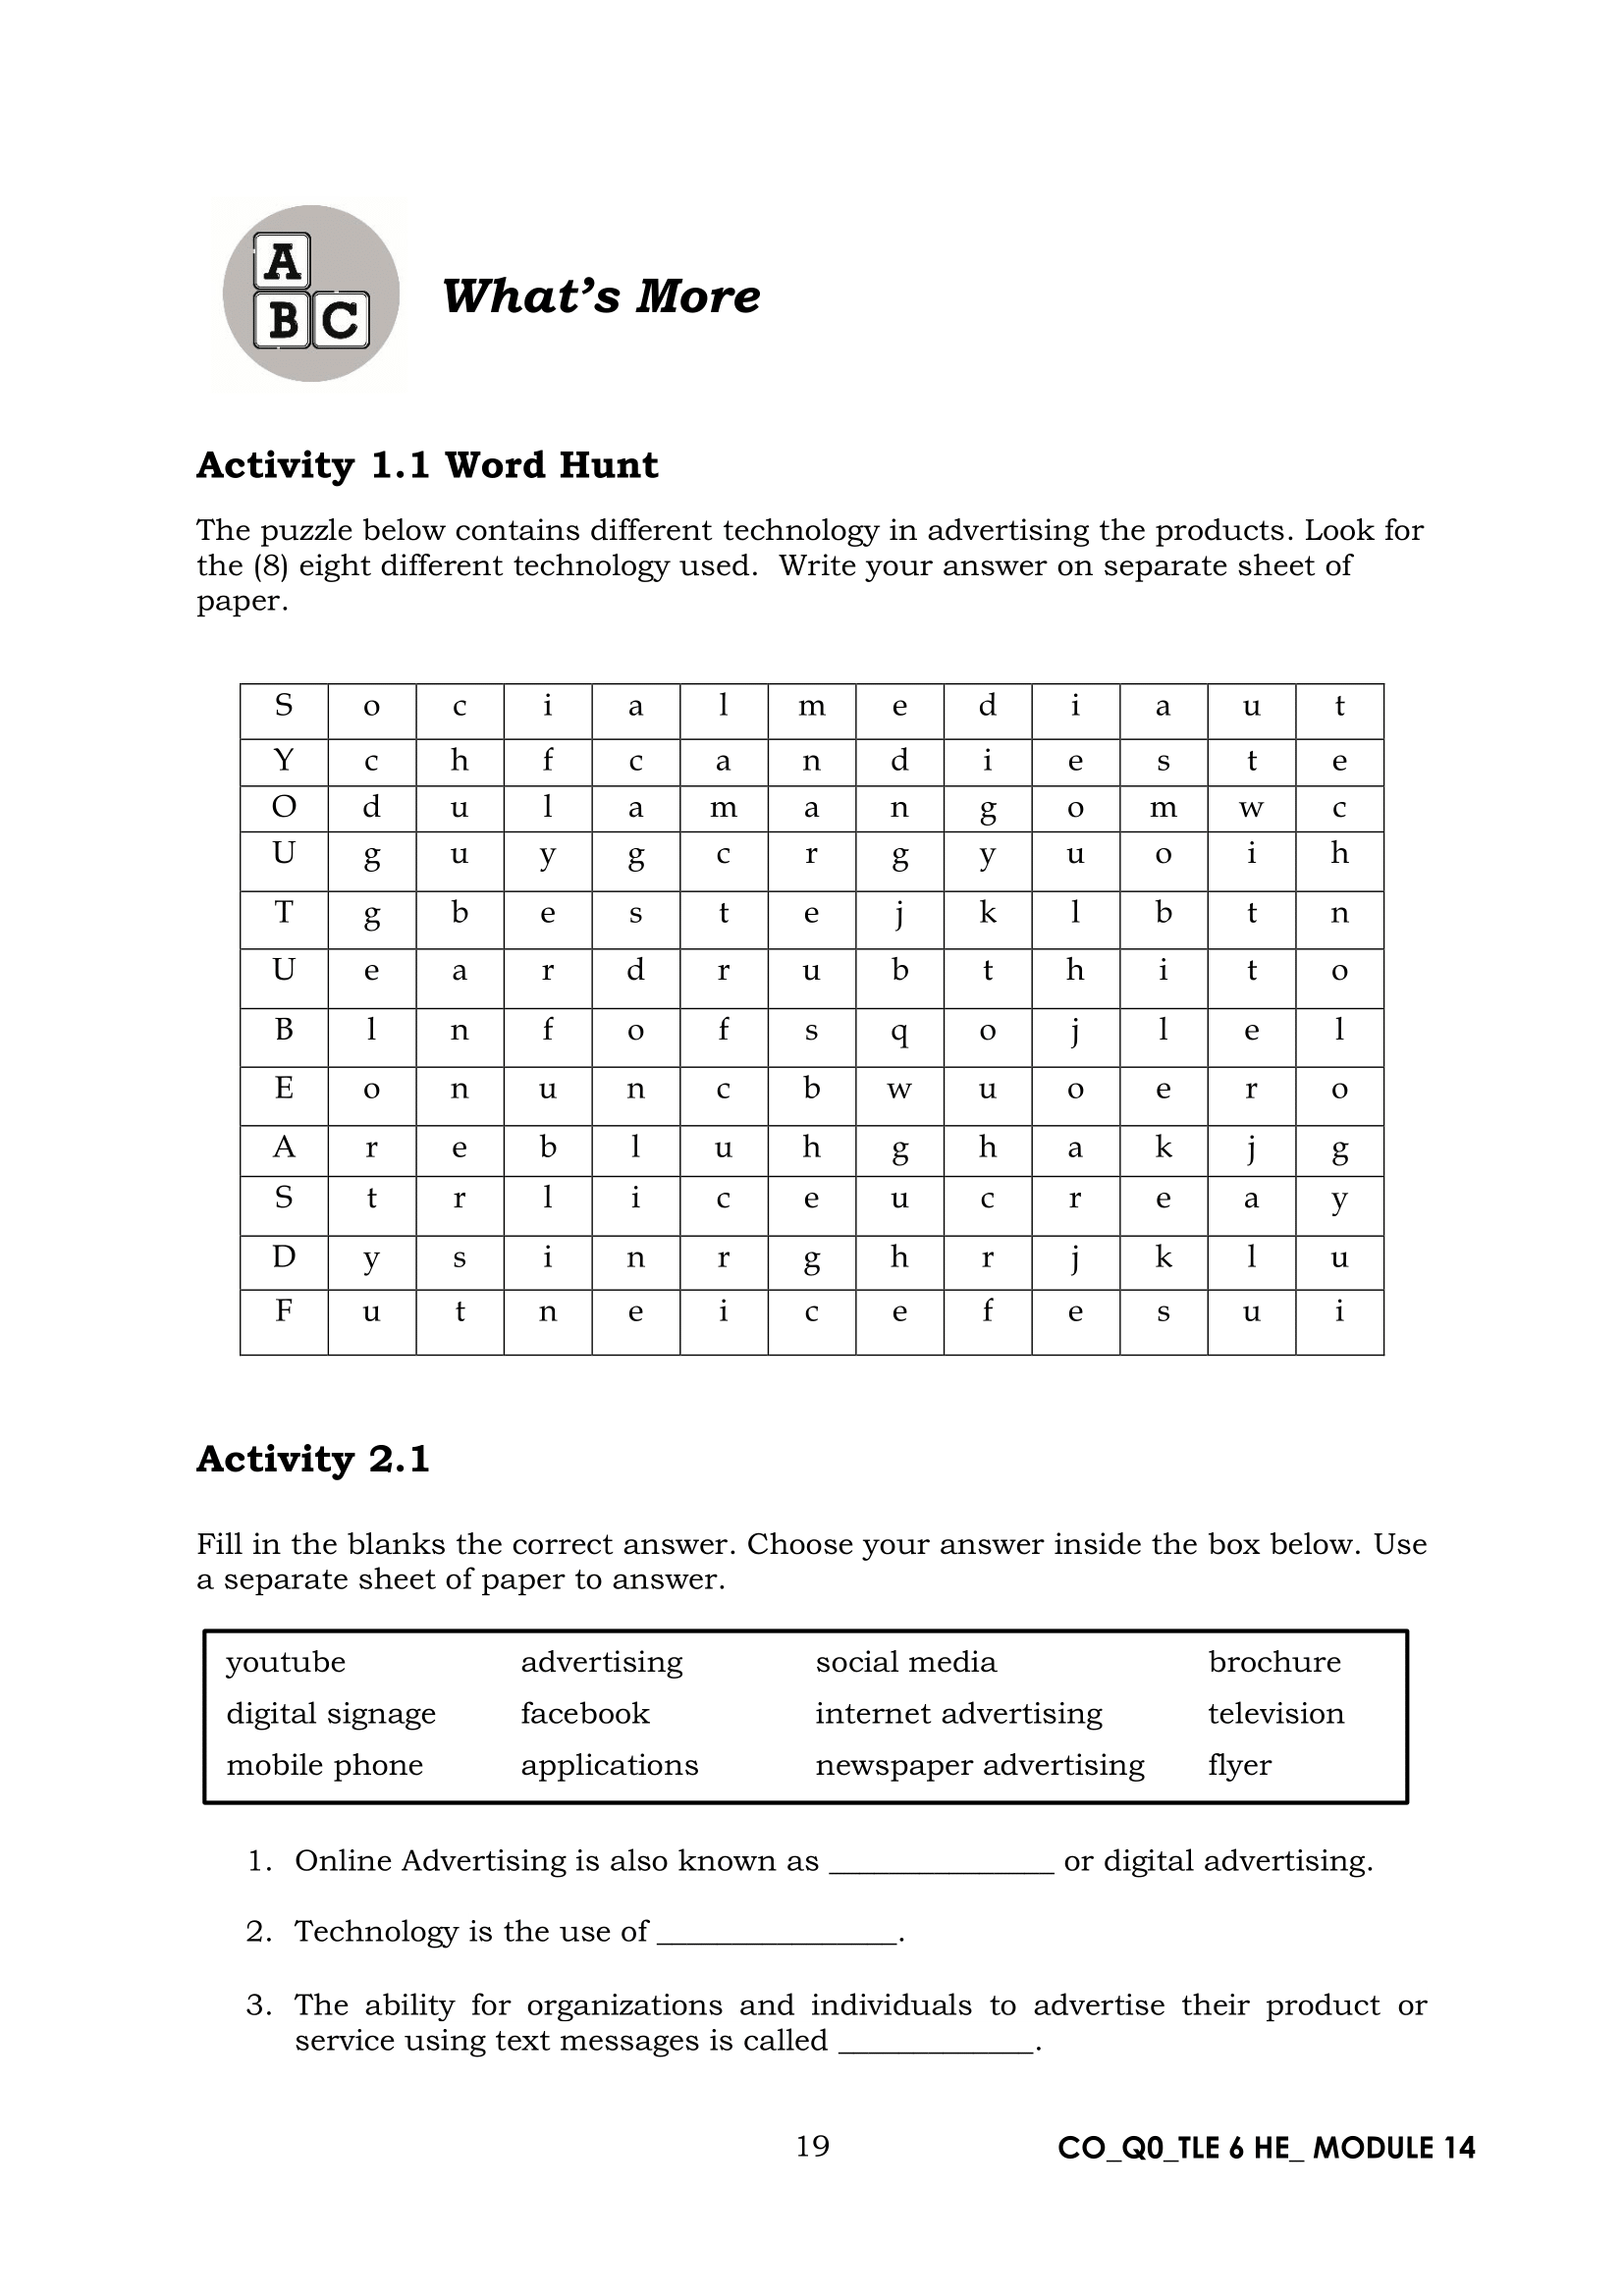 A
B C
What's More
Activity 1.1 Word Hunt
The puzzle below contains different technology in advertising the products. Look for
the (8) eight different technology used.  Write your answer on separate sheet of
paper.
S o c i a l m e d i a u t
Y c h f c a n d i e s t e
O d u l a m a n g o m w c
U g u y g c r g y u o i h
T g b e s t e j k l b t n
U e a r d r u b t h i t o
B l n f o f s q o j l e l
E o n u n c b w u o e r o
A r e b l u h g h a k j g
S t r l i c e u c r e a y
D y s i n r g h r j k l u
F u t n e i c e f e s u i
Activity 2.1
Fill in the blanks the correct answer. Choose your answer inside the box below. Use
a separate sheet of paper to answer.
youtube advertising social media brochure
digital signage facebook internet advertising television
mobile phone applications newspaper advertising flyer
1. Online Advertising is also known as _______________ or digital advertising.
2. Technology is the use of ________________.
3. The ability for organizations and individuals to advertise their product or
service using text messages is called _____________.
19 CO_Q0_TLE 6 HE_ MODULE 14